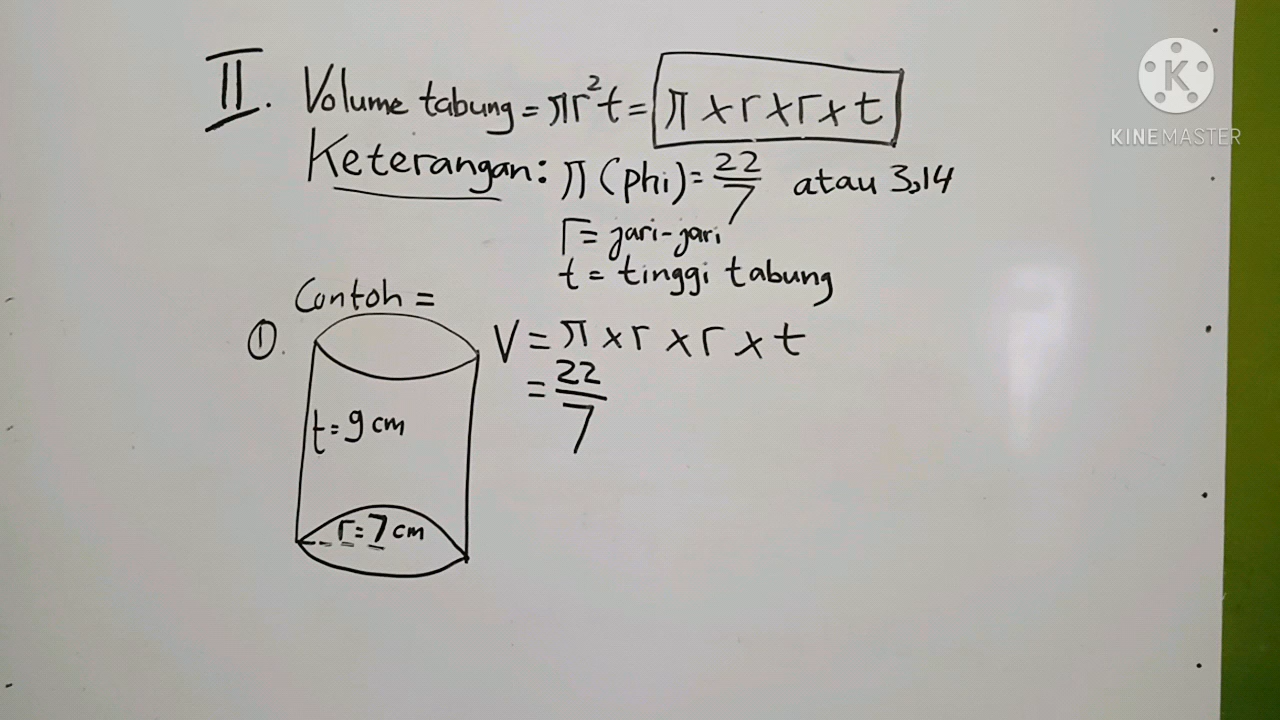 II. Volume tabung = πr²t = π x r x r x t
Keterangan: π (phi) = 22/7 atau 3,14
r = jari-jari
t = tinggi tabung
Contoh =
①. V = π x r x r x t
= 22/7
t = 9 cm
r = 7 cm
K
KINEMASTER